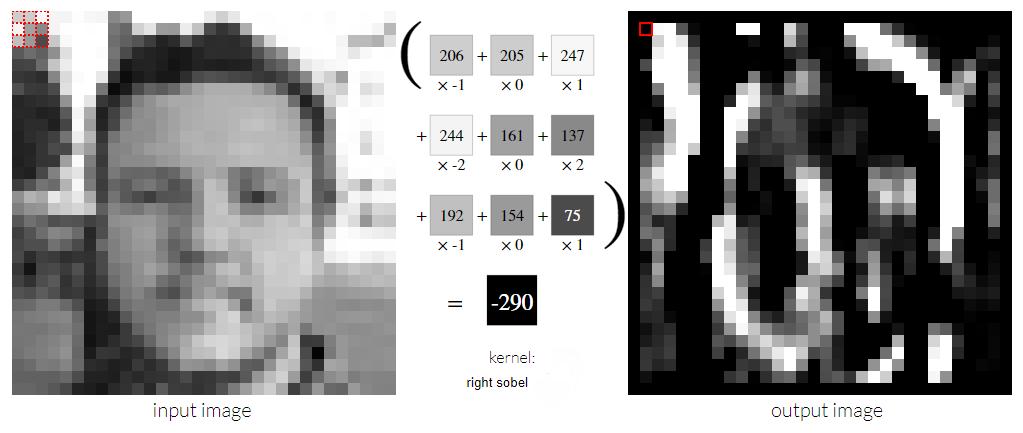 ( 206 + 205 + 247
× -1 × 0 × 1
+ 244 + 161 + 137
× -2 × 0 × 2
+ 192 + 154 + 75 )
× -1 × 0 × 1
= -290
kernel:
right sobel
input image
output image